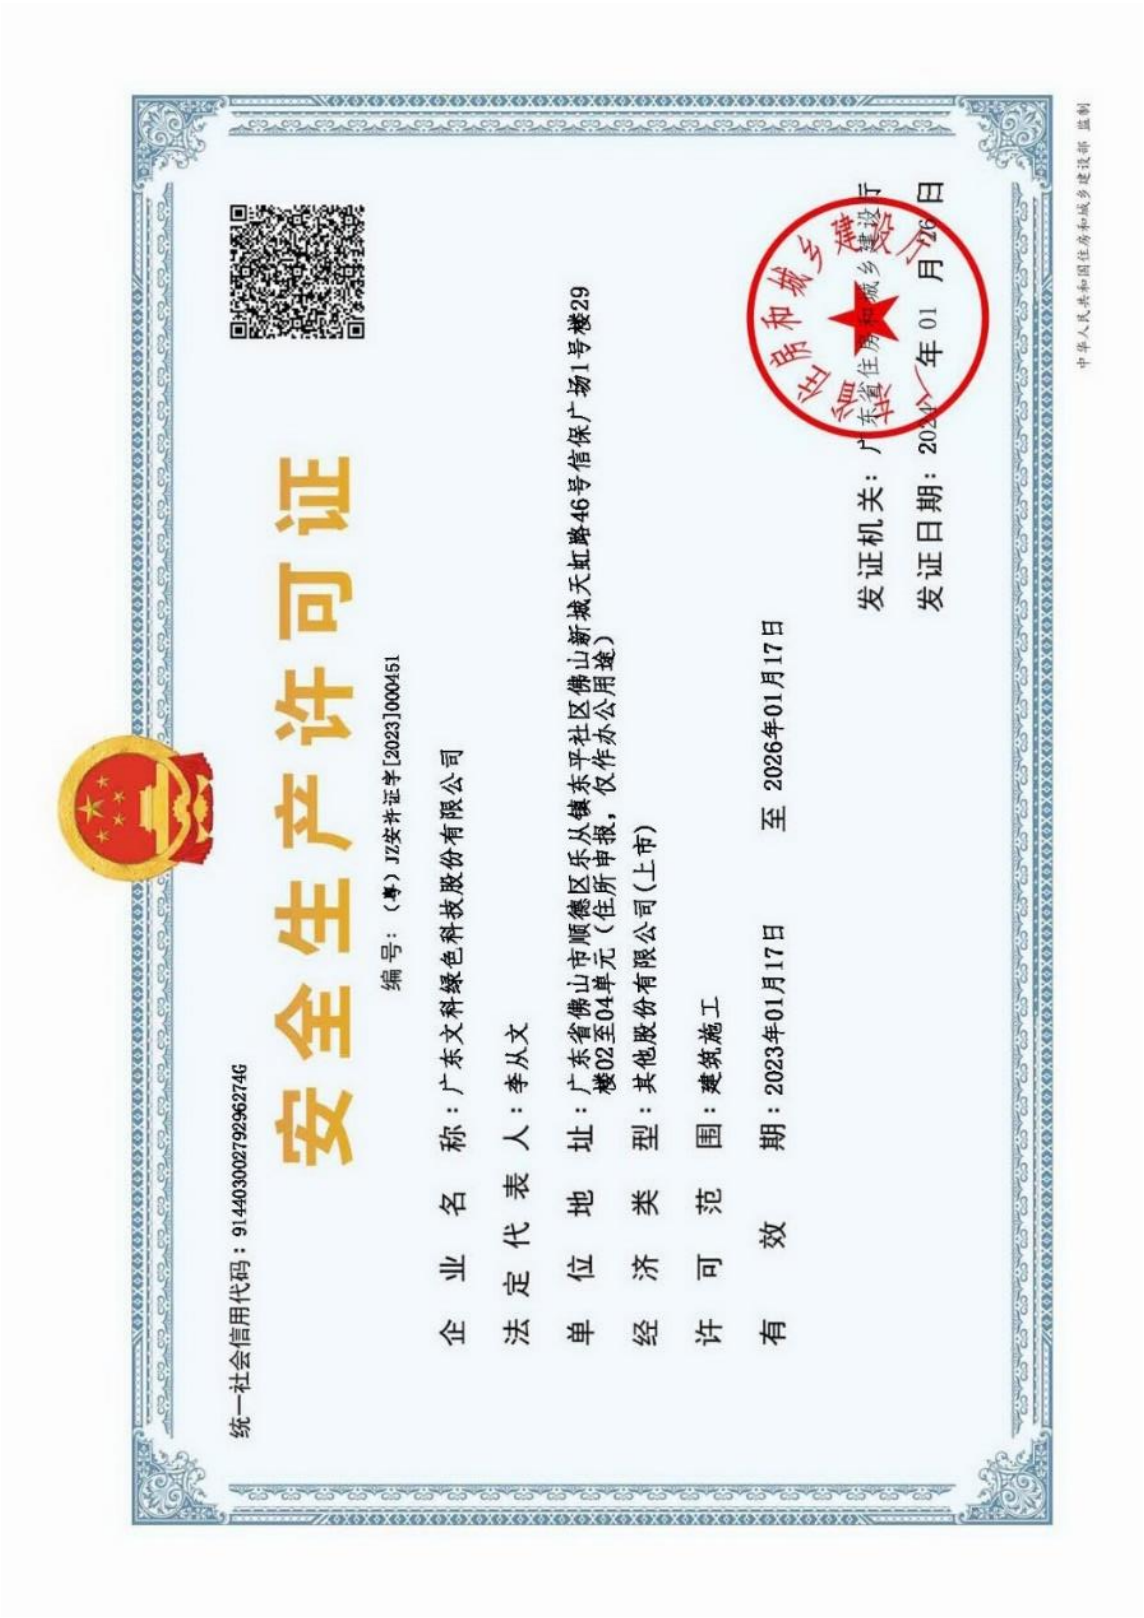 统一社会信用代码：91440300279296274G
安全生产许可证
编号：（粤）JZ安许证字[2023]000451
企业名称：广东文科绿色科技股份有限公司
法定代表人：李从文
单位地址：广东省佛山市顺德区乐从镇东平社区佛山新城天虹路46号信保广场1号楼29
楼02至04单元（住所申报，仅作办公用途）
经济类型：其他股份有限公司(上市)
许可范围：建筑施工
有效期：2023年01月17日 至 2026年01月17日
发证机关：广东省住房和城乡建设厅
发证日期：2024年01月26日
中华人民共和国住房和城乡建设部 监制